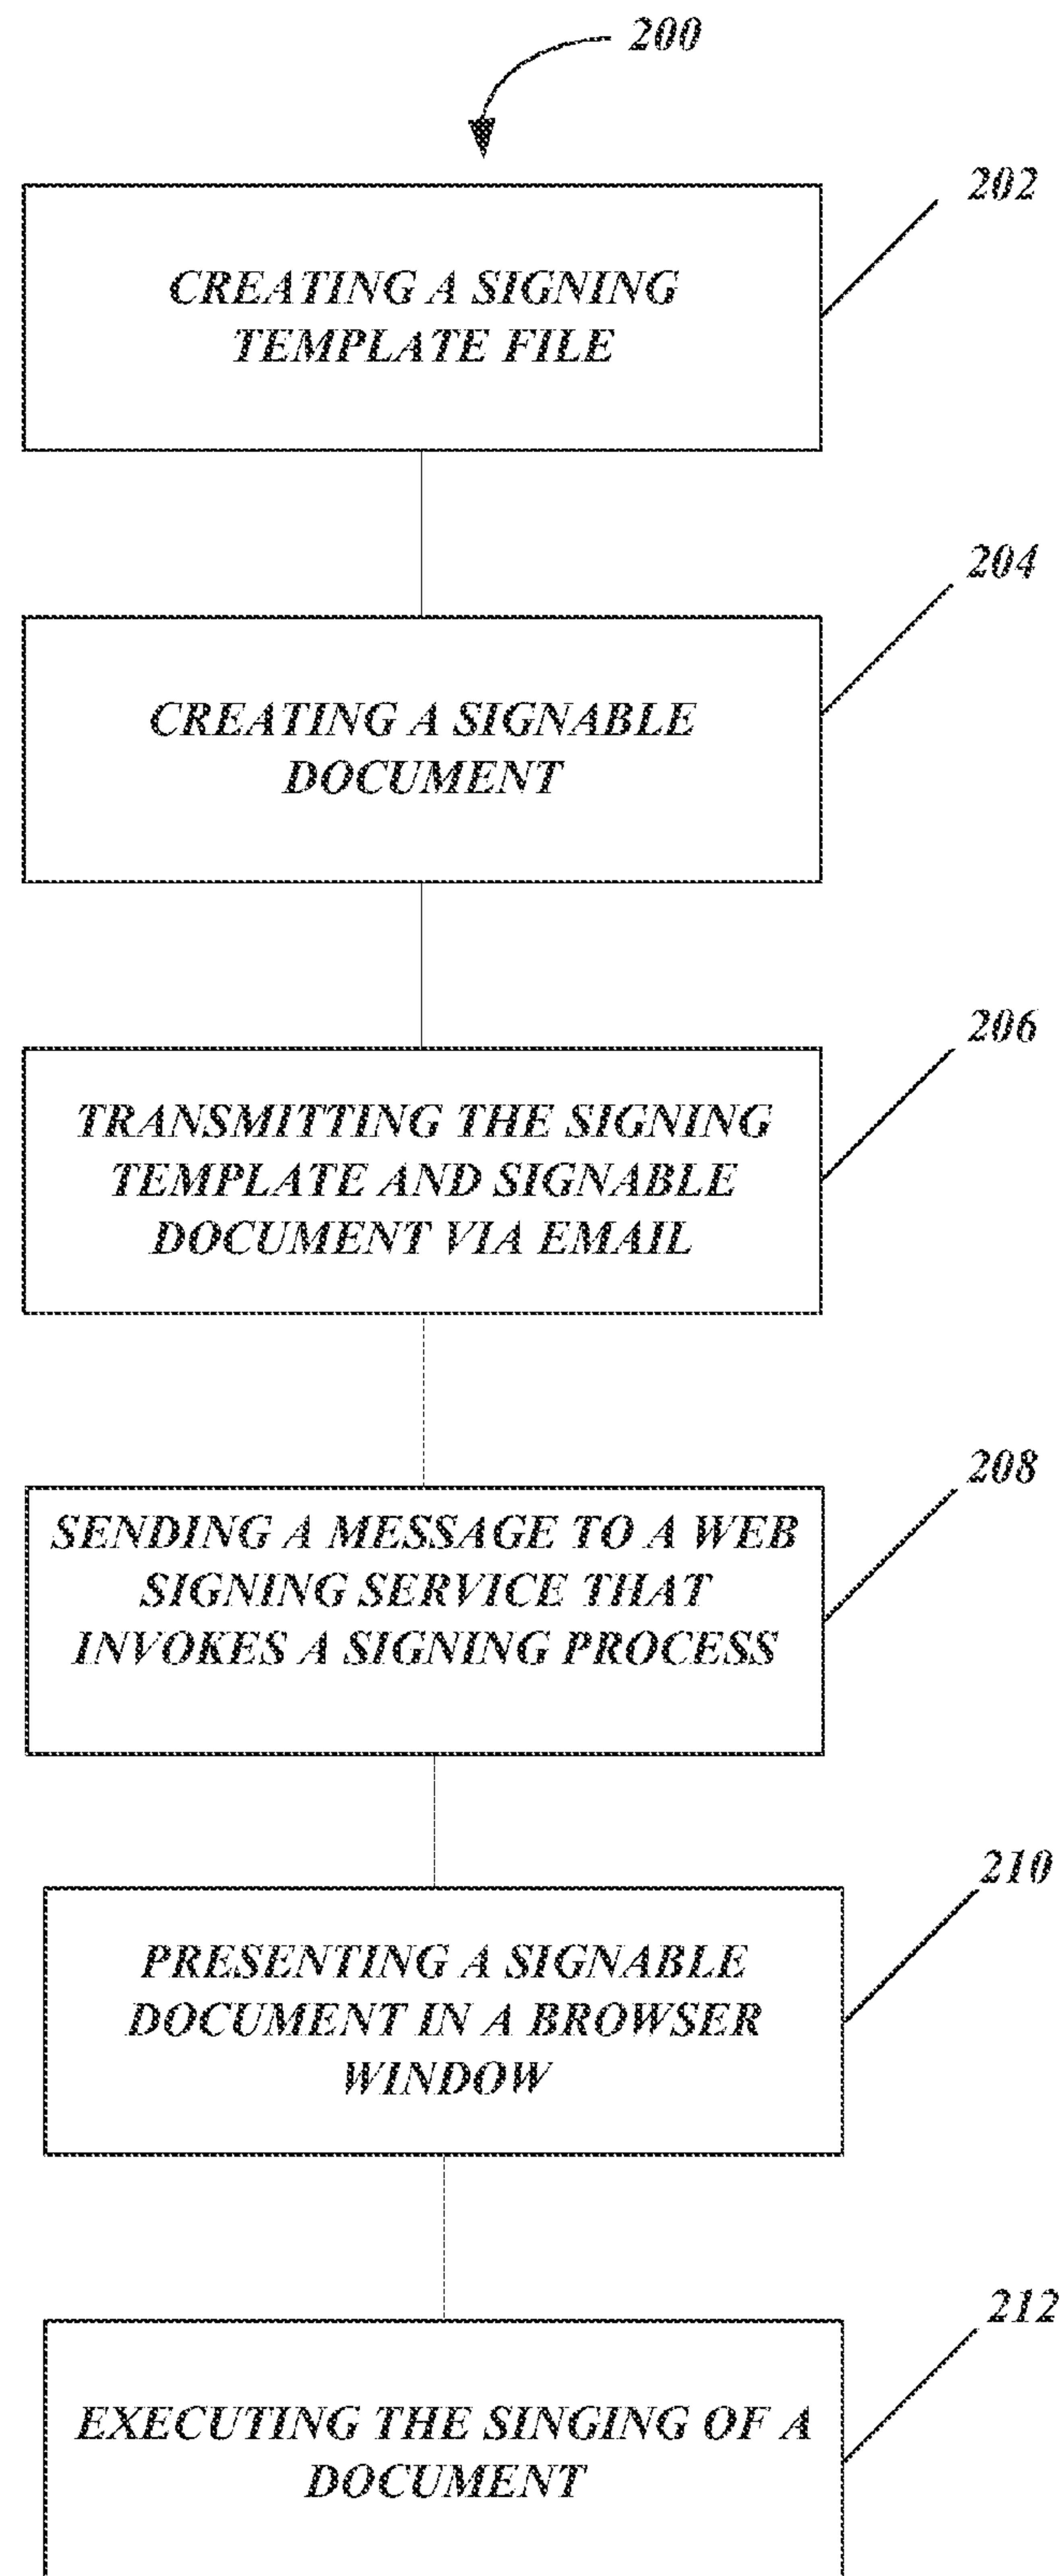 200
202
CREATING A SIGNING
TEMPLATE FILE
204
CREATING A SIGNABLE
DOCUMENT
206
TRANSMITTING THE SIGNING
TEMPLATE AND SIGNABLE
DOCUMENT VIA EMAIL
208
SENDING A MESSAGE TO A WEB
SIGNING SERVICE THAT
INVOKES A SIGNING PROCESS
210
PRESENTING A SIGNABLE
DOCUMENT IN A BROWSER
WINDOW
212
EXECUTING THE SINGING OF A
DOCUMENT